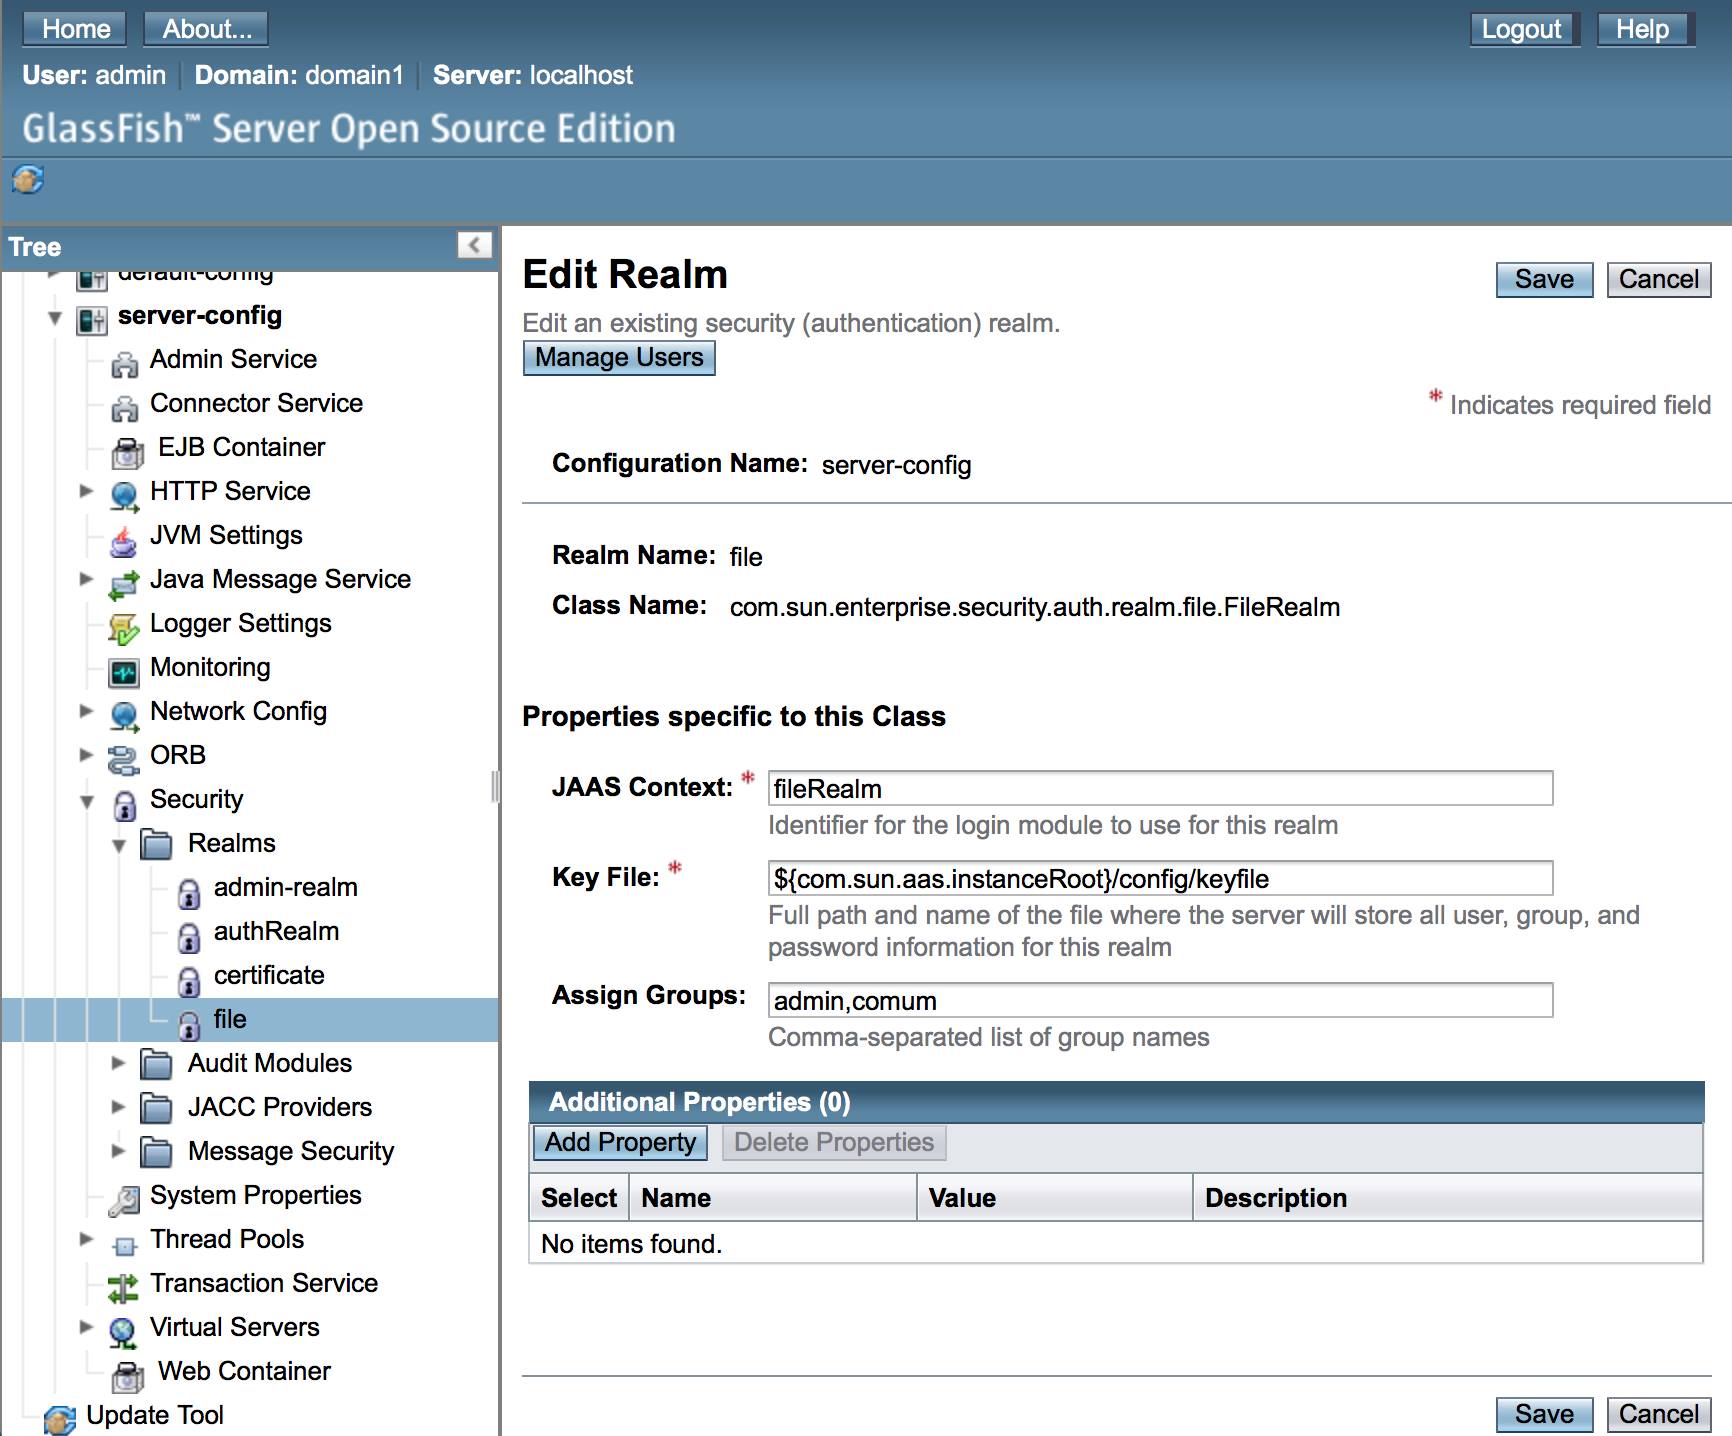 Home About... Logout Help
User: admin Domain: domain1 Server: localhost
GlassFish™ Server Open Source Edition
Tree
default-config
server-config
Admin Service
Connector Service
EJB Container
HTTP Service
JVM Settings
Java Message Service
Logger Settings
Monitoring
Network Config
ORB
Security
Realms
admin-realm
authRealm
certificate
file
Audit Modules
JACC Providers
Message Security
System Properties
Thread Pools
Transaction Service
Virtual Servers
Web Container
Update Tool
Edit Realm
Save Cancel
Edit an existing security (authentication) realm.
Manage Users
* Indicates required field
Configuration Name: server-config
Realm Name: file
Class Name: com.sun.enterprise.security.auth.realm.file.FileRealm
Properties specific to this Class
JAAS Context: * fileRealm
Identifier for the login module to use for this realm
Key File: * ${com.sun.aas.instanceRoot}/config/keyfile
Full path and name of the file where the server will store all user, group, and
password information for this realm
Assign Groups: admin,comum
Comma-separated list of group names
Additional Properties (0)
Add Property Delete Properties
Select Name Value Description
No items found.
Save Cancel